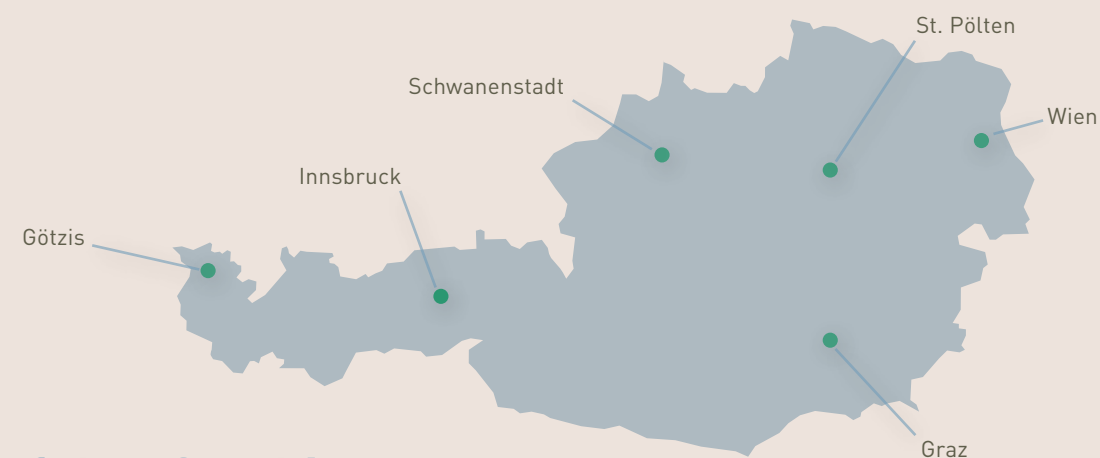 St. Pölten
Schwanenstadt
Wien
Innsbruck
Götzis
Graz